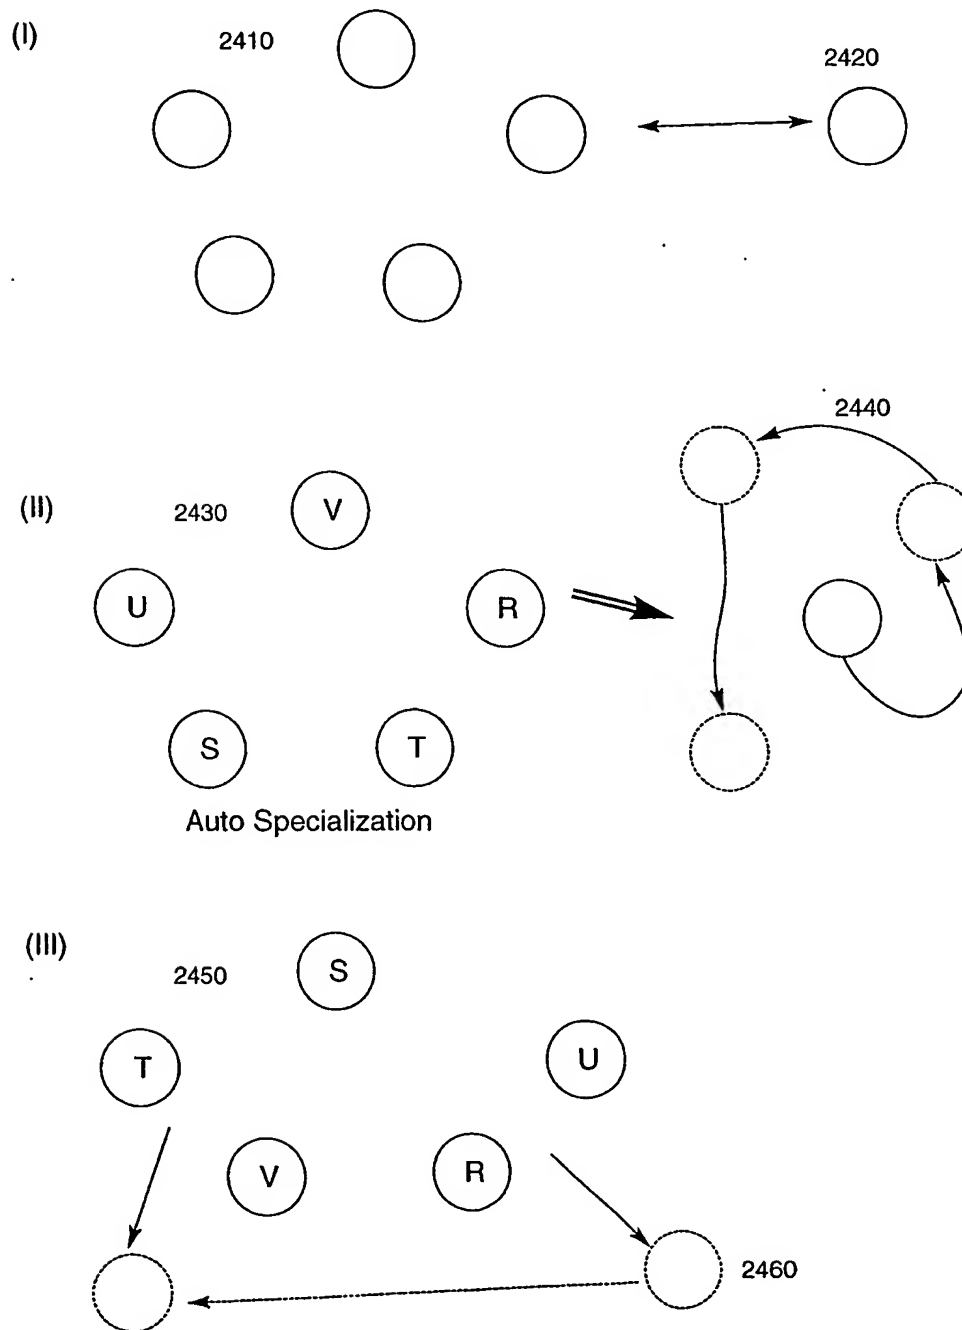 (I)
2410
2420
2440
(II)
2430
V
U
R
S
T
Auto Specialization
(III)
2450
S
T
U
V
R
2460